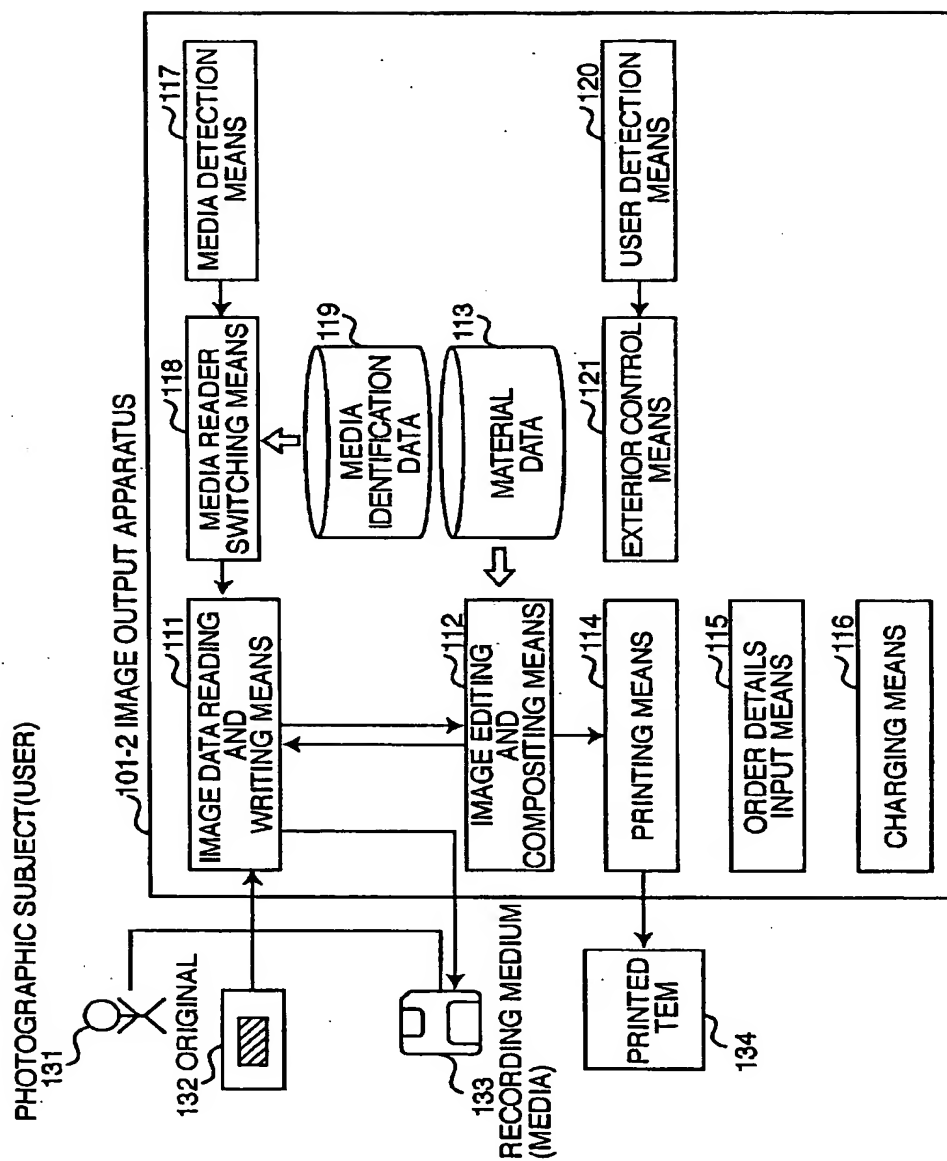 PHOTOGRAPHIC SUBJECT(USER)
131
132 ORIGINAL
133
RECORDING MEDIUM
(MEDIA)
101-2 IMAGE OUTPUT APPARATUS
111
IMAGE DATA READING
AND
WRITING MEANS
118
MEDIA READER
SWITCHING MEANS
117
MEDIA DETECTION
MEANS
119
MEDIA
IDENTIFICATION
DATA
113
MATERIAL
DATA
112
IMAGE EDITING
AND
COMPOSITING MEANS
121
EXTERIOR CONTROL
MEANS
120
USER DETECTION
MEANS
114
PRINTING MEANS
PRINTED
TEM
134
115
ORDER DETAILS
INPUT MEANS
116
CHARGING MEANS